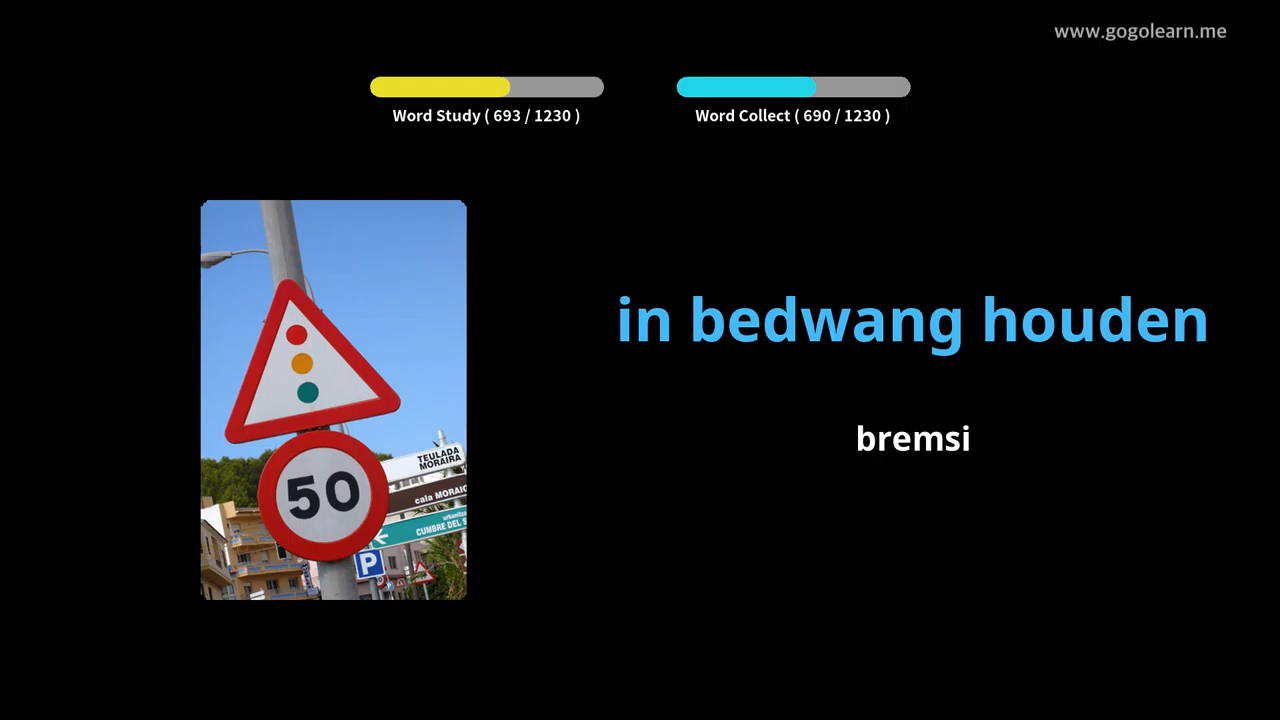 www.gogolearn.me
Word Study ( 693 / 1230 )
Word Collect ( 690 / 1230 )
in bedwang houden
bremsi
TEULADA
MORAIRA
cala MORAIG
CUMBRE DEL S
50
P